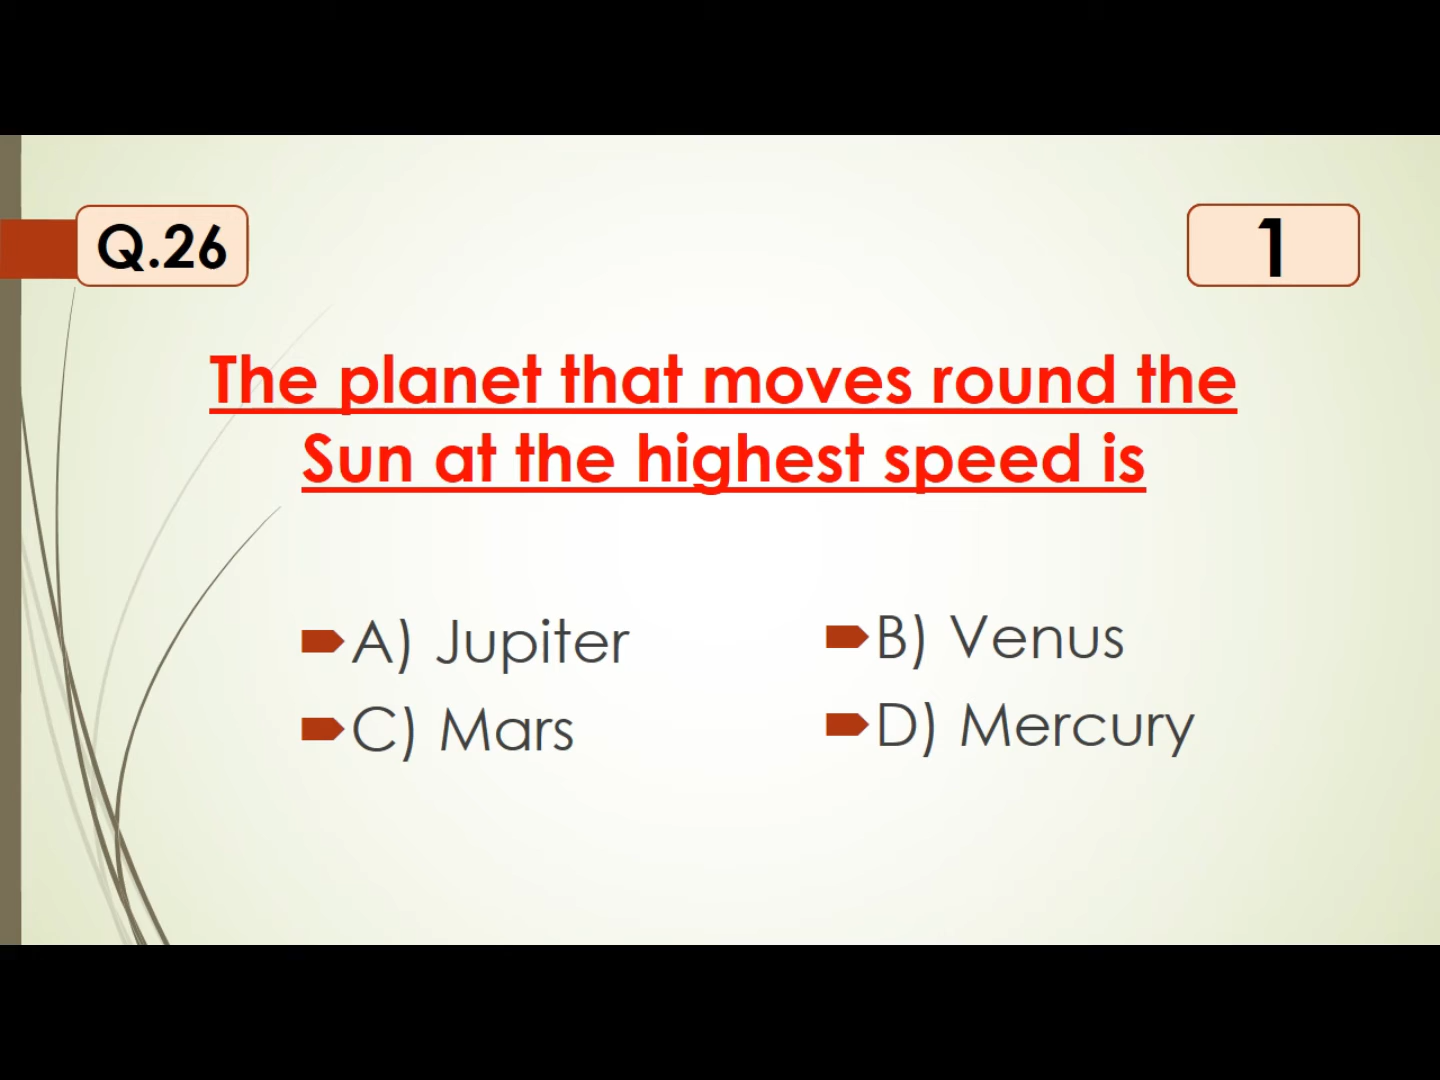 Q.26
1
The planet that moves round the
Sun at the highest speed is
A) Jupiter
B) Venus
C) Mars
D) Mercury